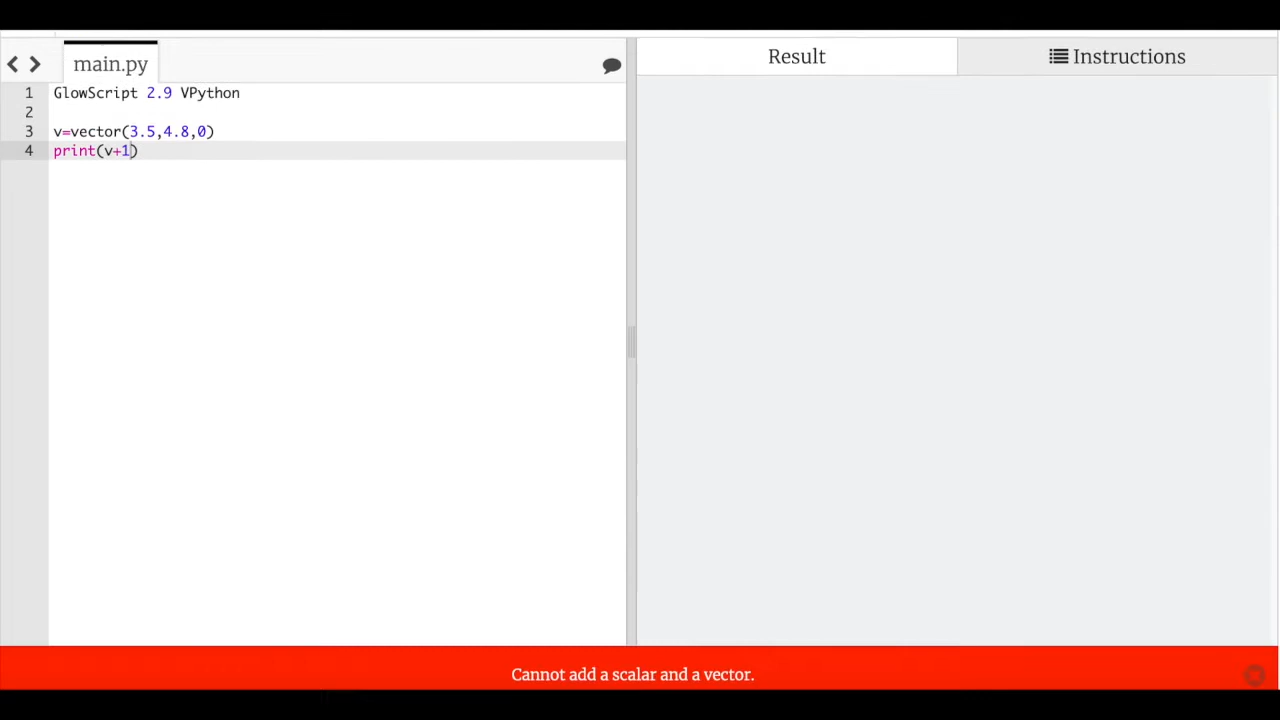 main.py
Result
Instructions
1 GlowScript 2.9 VPython
2
3 v=vector(3.5,4.8,0)
4 print(v+1)
Cannot add a scalar and a vector.